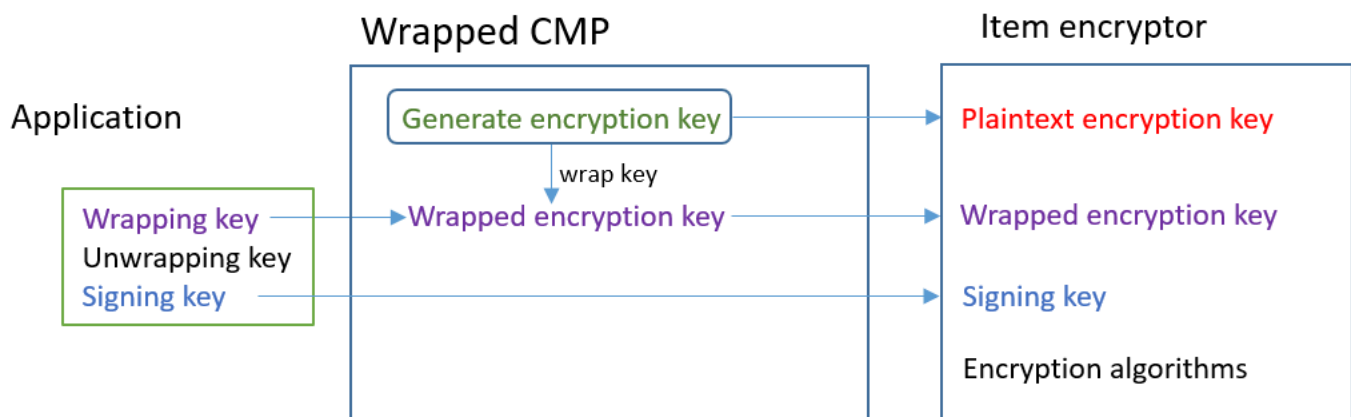 Wrapped CMP
Item encryptor
Application
Generate encryption key
Plaintext encryption key
wrap key
Wrapping key
Wrapped encryption key
Wrapped encryption key
Unwrapping key
Signing key
Signing key
Encryption algorithms